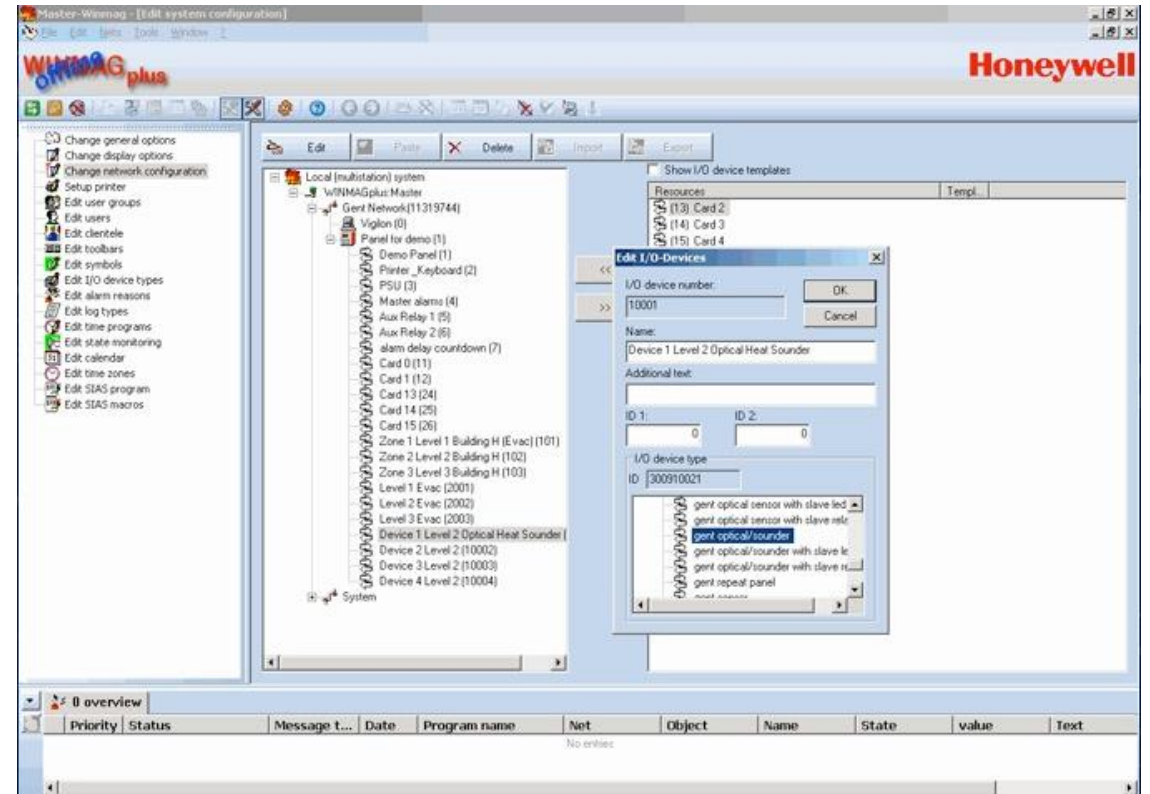 Master-Winmag - [Edit system configuration]
File Edit Nets Tools Window ?
WINMAG plus
offline
Honeywell
Change general options
Change display options
Change network configuration
Setup printer
Edit user groups
Edit users
Edit clientele
Edit toolbars
Edit symbols
Edit I/O device types
Edit alarm reasons
Edit log types
Edit time programs
Edit state monitoring
Edit calendar
Edit time zones
Edit SIAS program
Edit SIAS macros
Edit Paste Delete Import Export
Local (multistation) system
WINMAGplus:Master
Gent Network(11319744)
Vigilon (0)
Panel for demo (1)
Demo Panel (1)
Printer_Keyboard (2)
PSU (3)
Master alarms (4)
Aux Relay 1 (5)
Aux Relay 2 (6)
alarm delay countdown (7)
Card 0 (11)
Card 1 (12)
Card 13 (24)
Card 14 (25)
Card 15 (26)
Zone 1 Level 1 Building H (Evac) (101)
Zone 2 Level 2 Building H (102)
Zone 3 Level 3 Building H (103)
Level 1 Evac (2001)
Level 2 Evac (2002)
Level 3 Evac (2003)
Device 1 Level 2 Optical Heat Sounder (
Device 2 Level 2 (10002)
Device 3 Level 2 (10003)
Device 4 Level 2 (10004)
System
<<
>>
Show I/O device templates
Resources Templ...
(13) Card 2
(14) Card 3
(15) Card 4
Edit I/O-Devices
I/O device number:
10001
OK
Cancel
Name:
Device 1 Level 2 Optical Heat Sounder
Additional text:
ID 1: ID 2:
0 0
I/O device type
ID 300910021
gent optical sensor with slave led
gent optical sensor with slave rela
gent optical/sounder
gent optical/sounder with slave le
gent optical/sounder with slave re
gent repeat panel
gent sensor
0 overview
Priority Status Message t... Date Program name Net Object Name State value Text
No entries